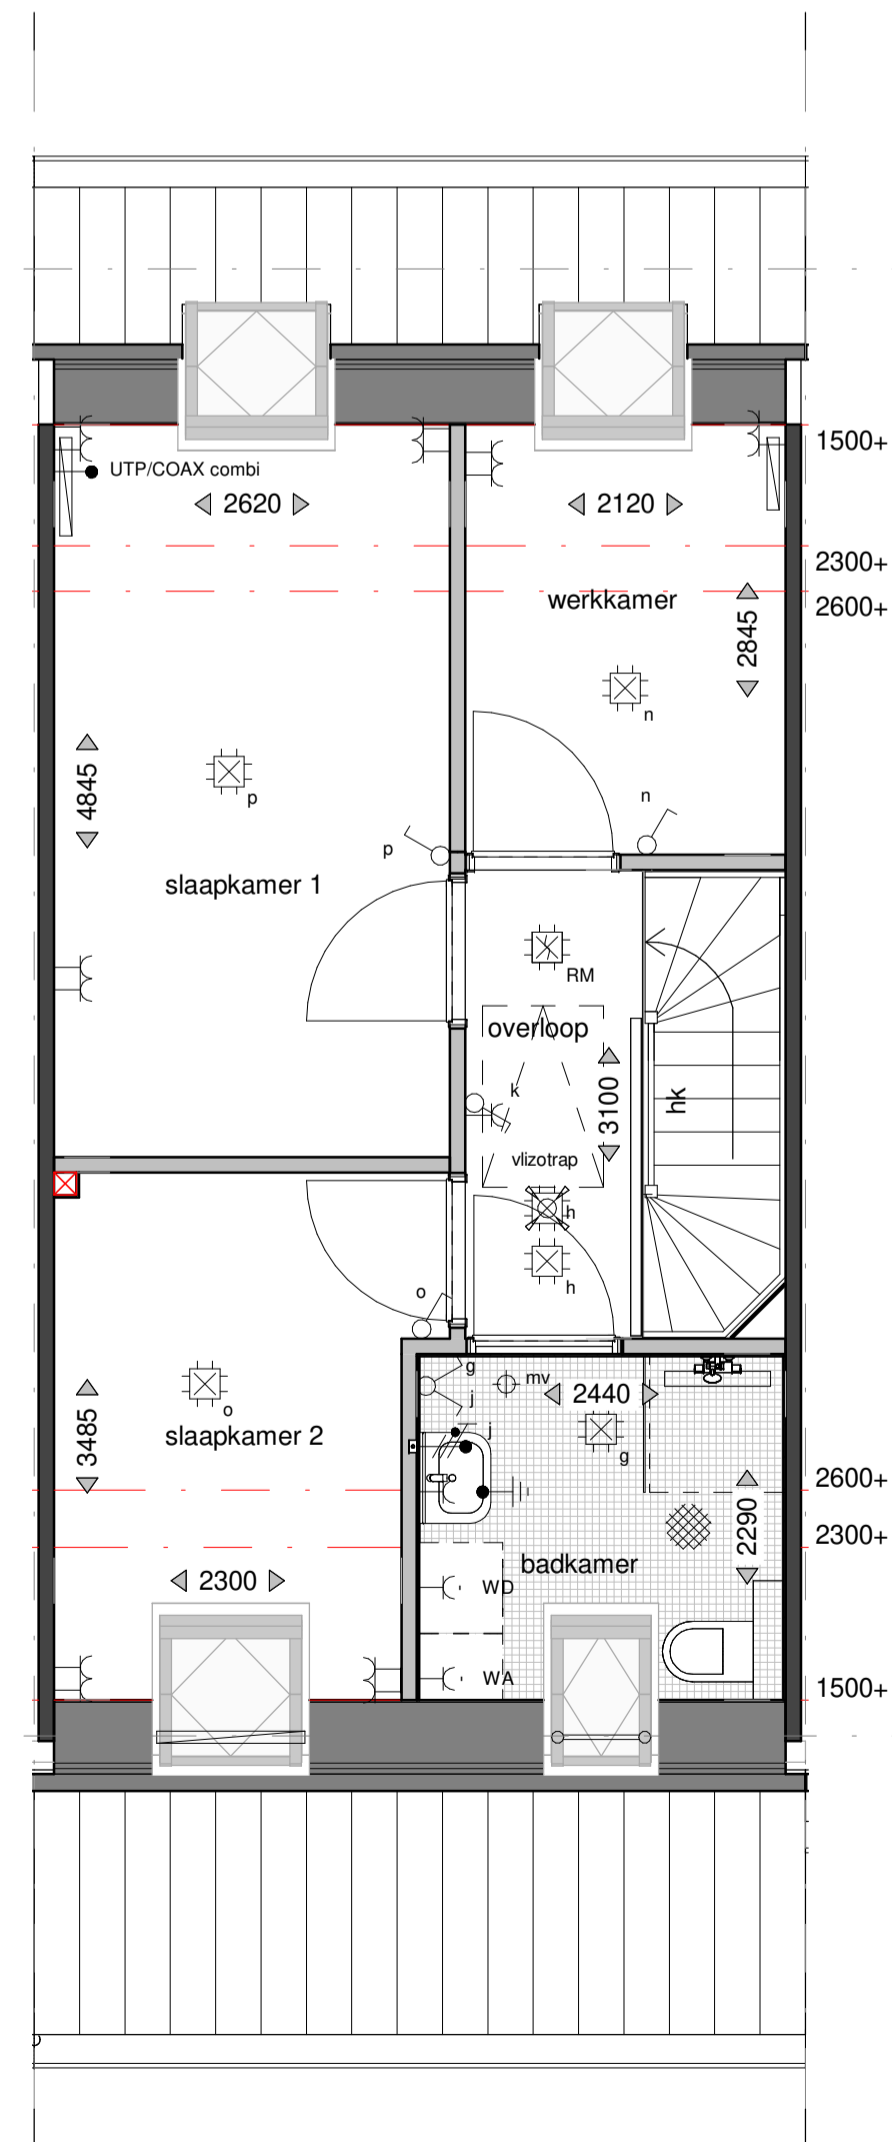 1500+
UTP/COAX combi
2620
2120
2300+
2600+
werkkamer
2845
n
4845
p
n
p
slaapkamer 1
RM
overloop
k
3100
hk
vlizotrap
h
h
o
g
mv
2440
j
o
j
g
3485
slaapkamer 2
2600+
2290
2300+
badkamer
2300
WD
WA
1500+